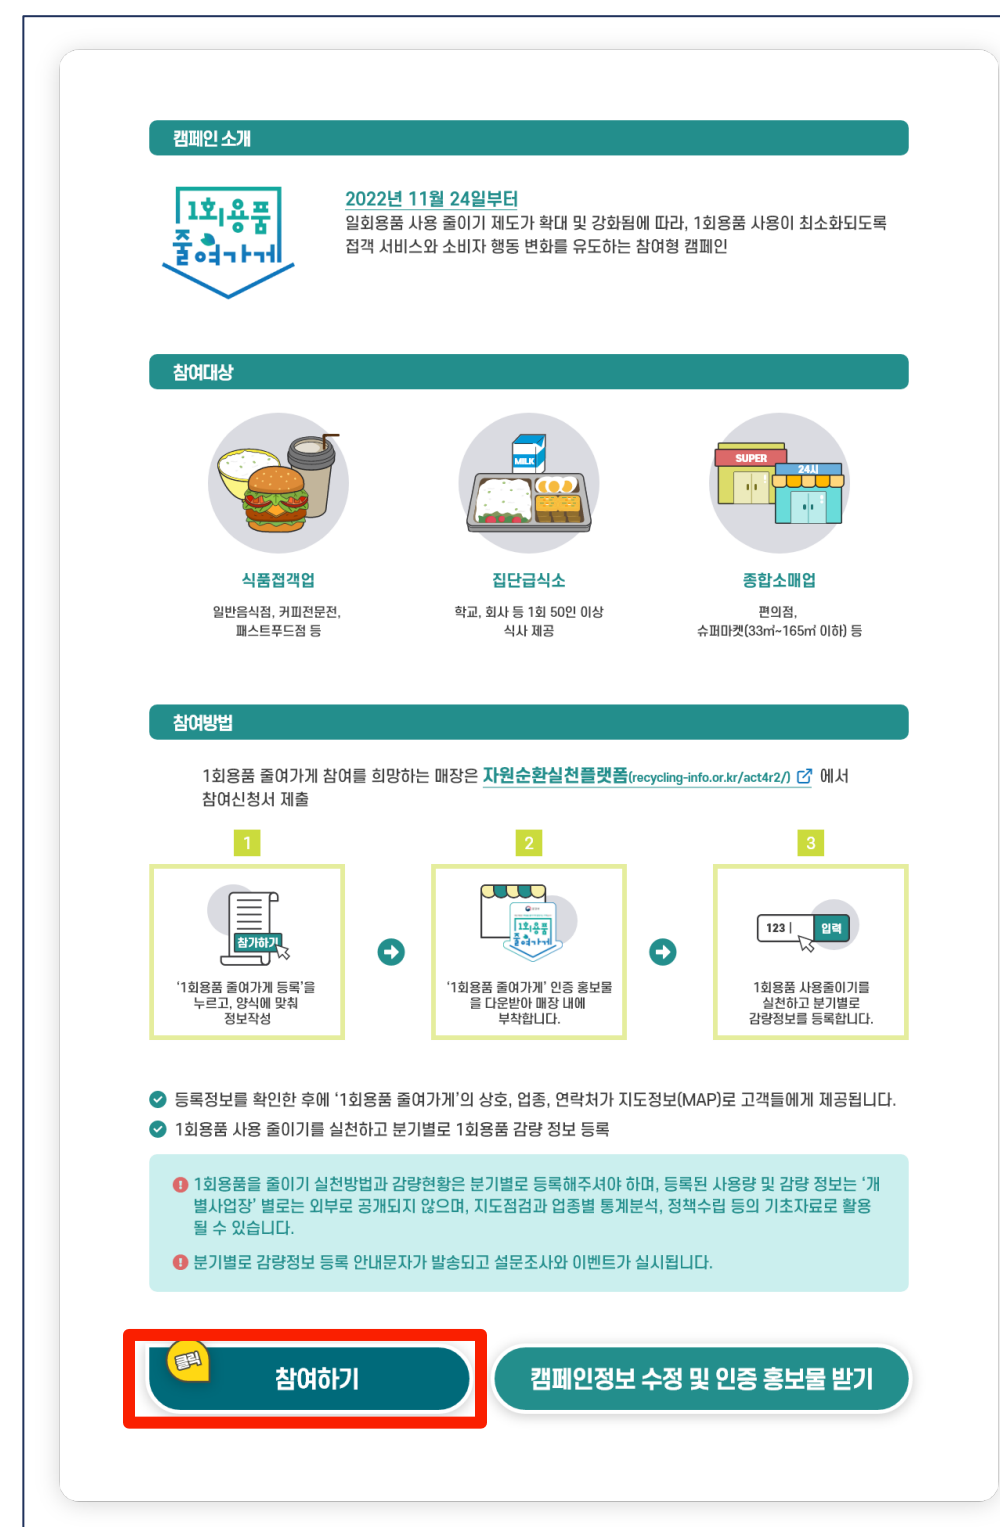 캠페인 소개
1회용품
줄여가게
2022년 11월 24일부터
일회용품 사용 줄이기 제도가 확대 및 강화됨에 따라, 1회용품 사용이 최소화되도록
접객 서비스와 소비자 행동 변화를 유도하는 참여형 캠페인
참여대상
MILK
SUPER
24시
식품접객업
집단급식소
종합소매업
일반음식점, 커피전문전,
패스트푸드점 등
학교, 회사 등 1회 50인 이상
식사 제공
편의점,
슈퍼마켓(33㎡~165㎡ 이하) 등
참여방법
1회용품 줄여가게 참여를 희망하는 매장은 자원순환실천플랫폼(recycling-info.or.kr/act4r2/) 에서
참여신청서 제출
1
2
3
참가하기
1회용품
줄여가게
123 |
입력
‘1회용품 줄여가게 등록’을
누르고, 양식에 맞춰
정보작성
‘1회용품 줄여가게’ 인증 홍보물
을 다운받아 매장 내에
부착합니다.
1회용품 사용줄이기를
실천하고 분기별로
감량정보를 등록합니다.
등록정보를 확인한 후에 ‘1회용품 줄여가게’의 상호, 업종, 연락처가 지도정보(MAP)로 고객들에게 제공됩니다.
1회용품 사용 줄이기를 실천하고 분기별로 1회용품 감량 정보 등록
1회용품을 줄이기 실천방법과 감량현황은 분기별로 등록해주셔야 하며, 등록된 사용량 및 감량 정보는 ‘개
별사업장’ 별로는 외부로 공개되지 않으며, 지도점검과 업종별 통계분석, 정책수립 등의 기초자료로 활용
될 수 있습니다.
분기별로 감량정보 등록 안내문자가 발송되고 설문조사와 이벤트가 실시됩니다.
클릭
참여하기
캠페인정보 수정 및 인증 홍보물 받기